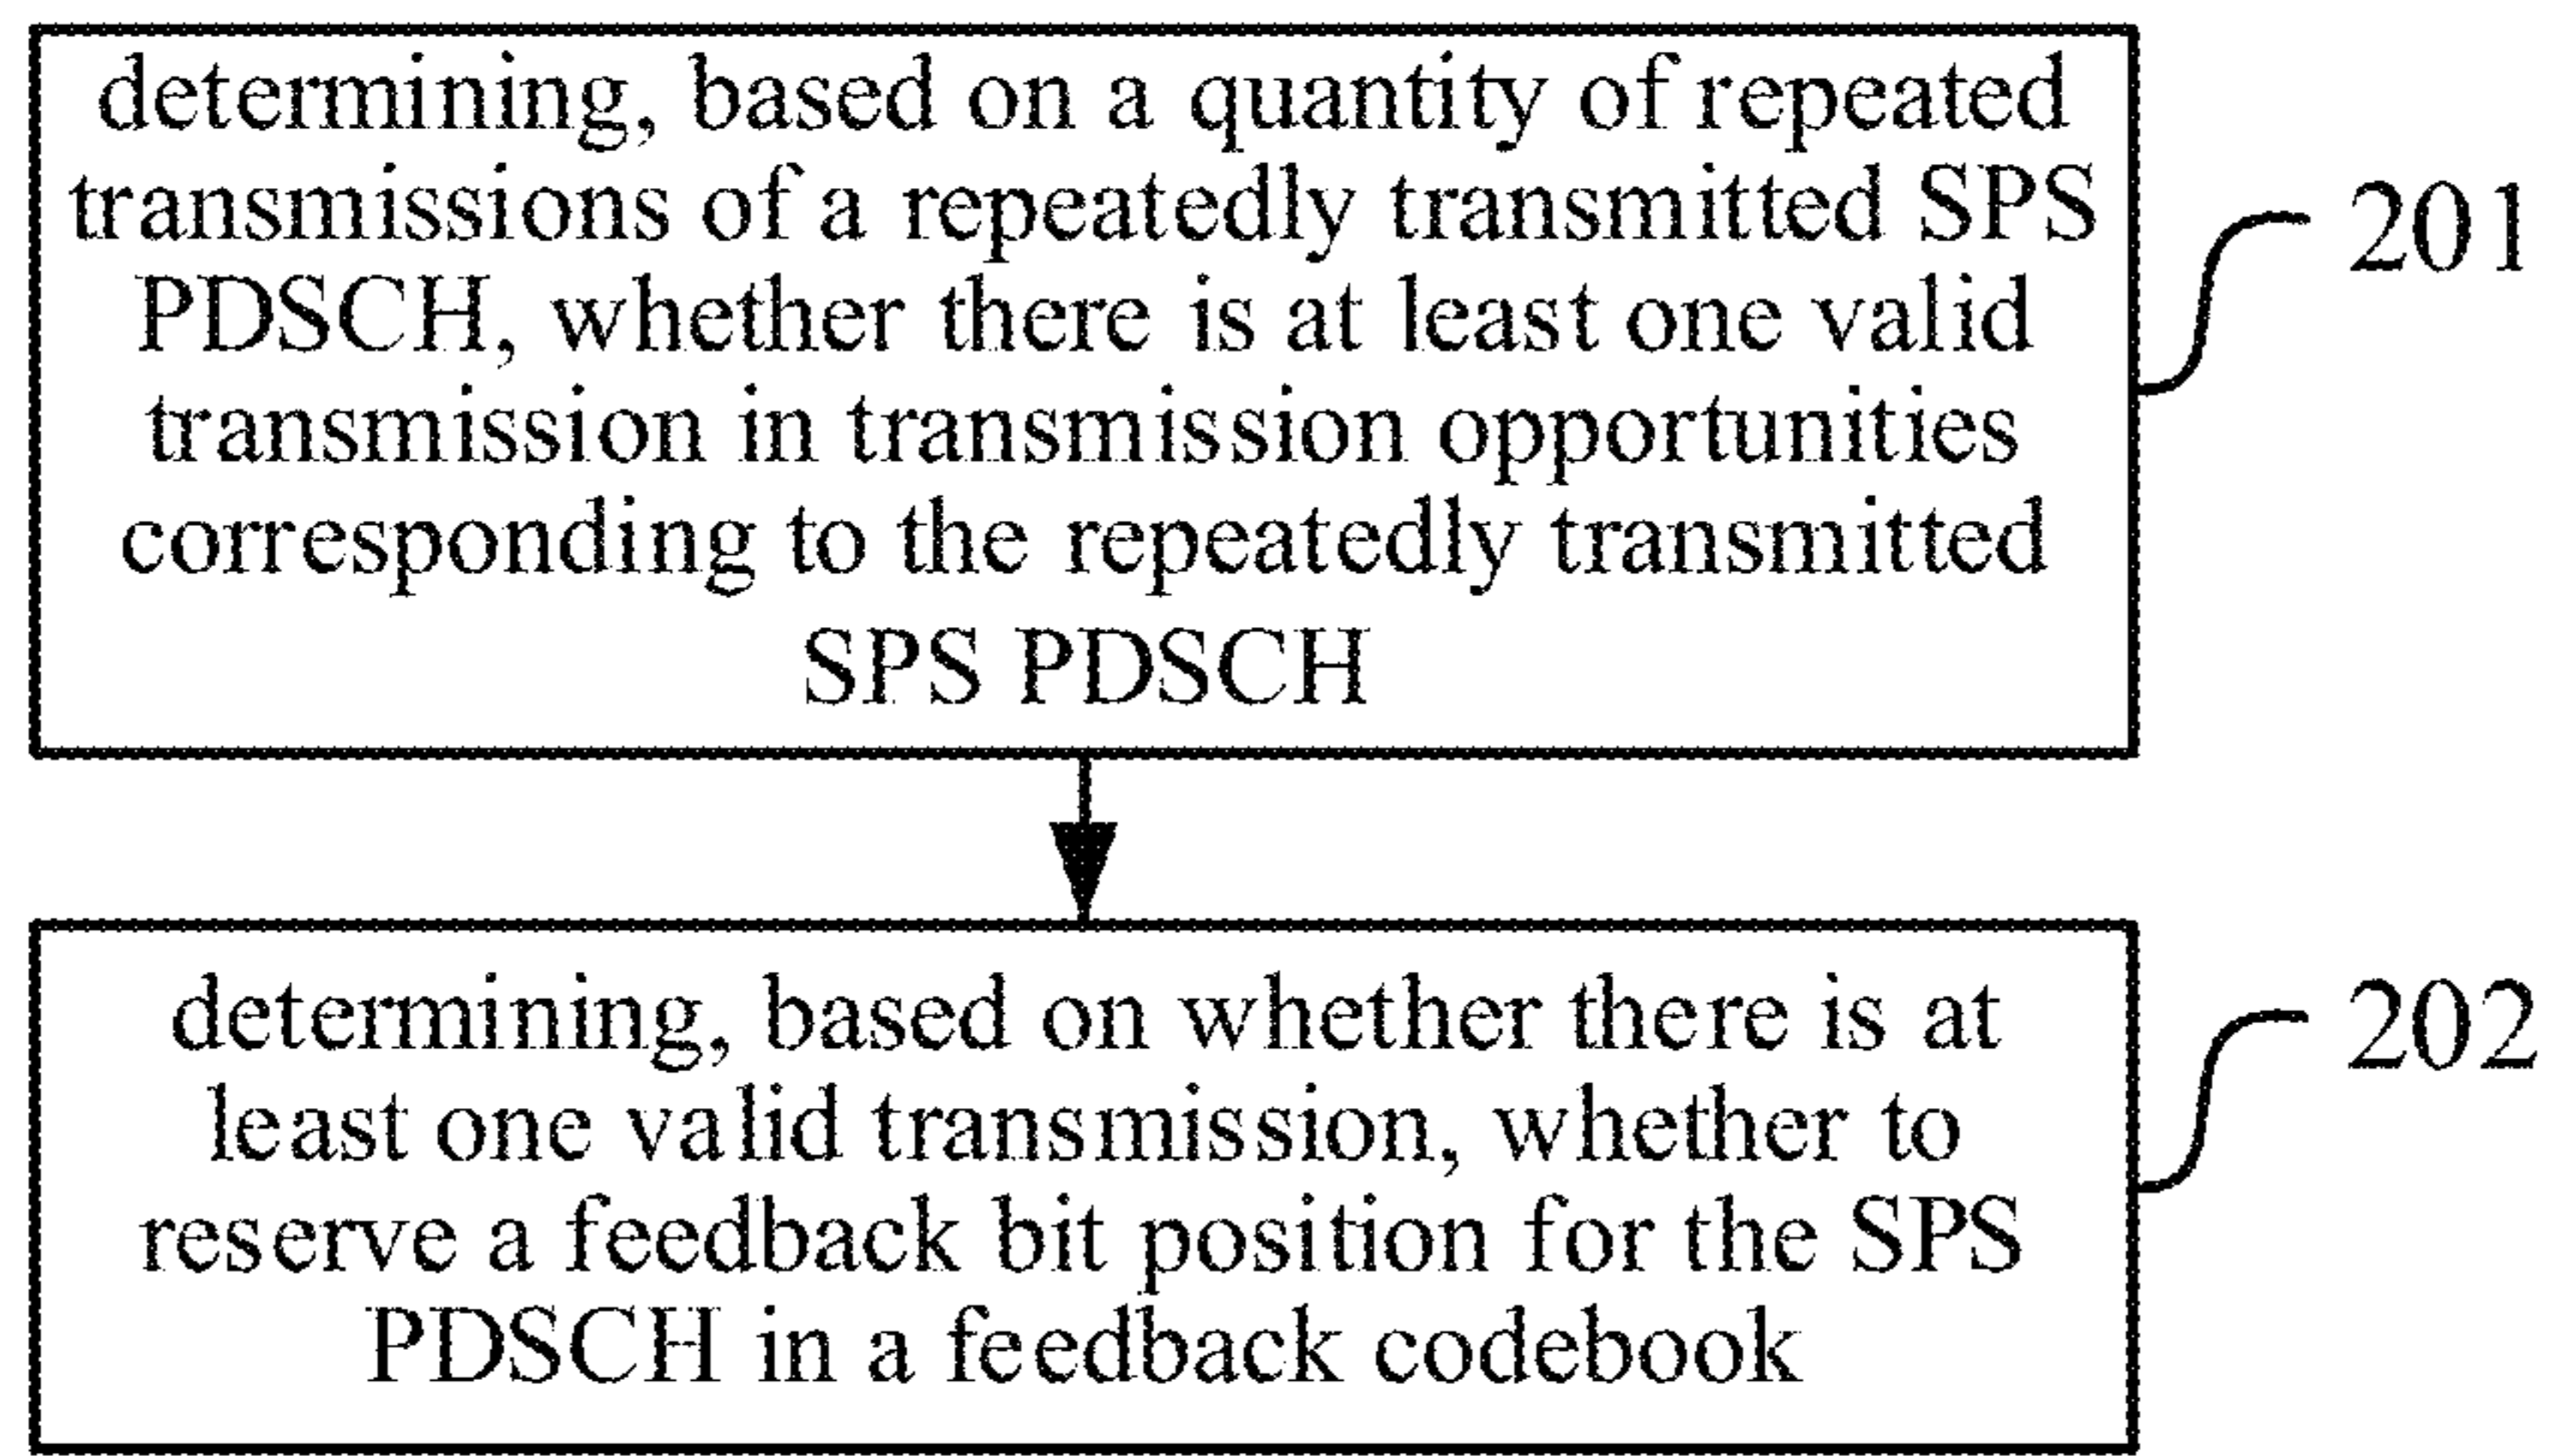 determining, based on a quantity of repeated
transmissions of a repeatedly transmitted SPS
PDSCH, whether there is at least one valid
transmission in transmission opportunities
corresponding to the repeatedly transmitted
SPS PDSCH
201
determining, based on whether there is at
least one valid transmission, whether to
reserve a feedback bit position for the SPS
PDSCH in a feedback codebook
202